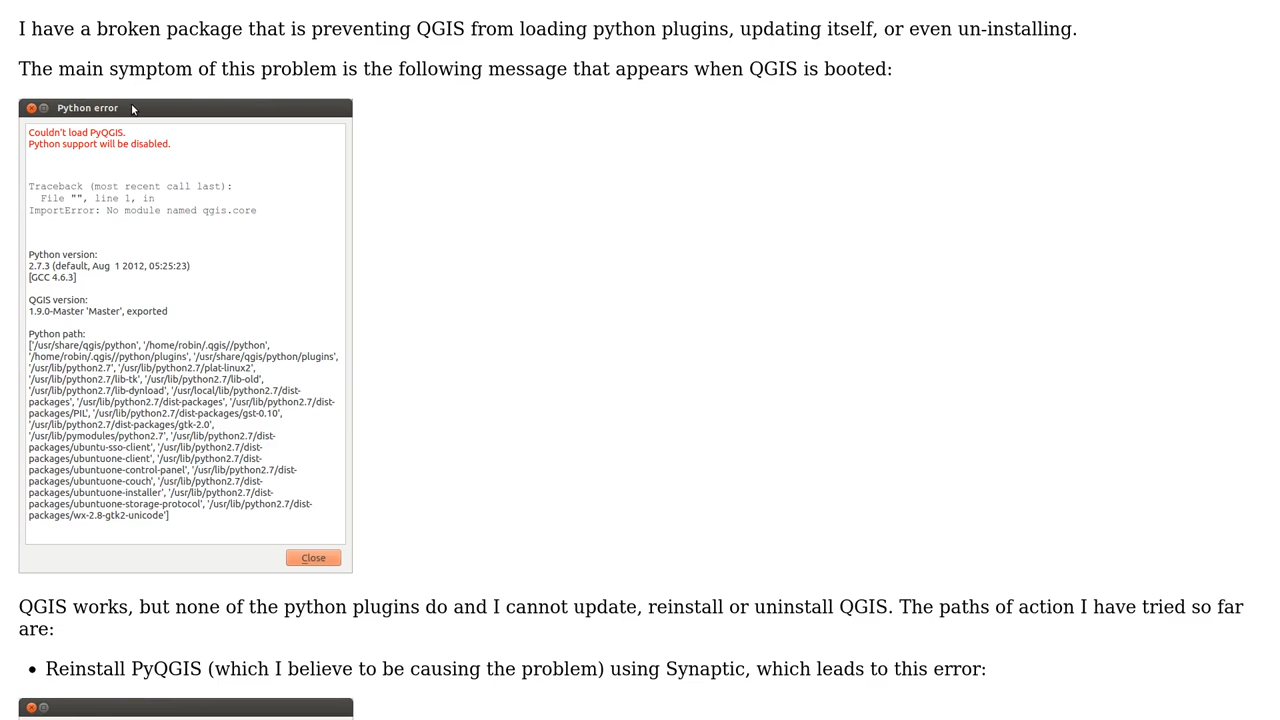 I have a broken package that is preventing QGIS from loading python plugins, updating itself, or even un-installing.
The main symptom of this problem is the following message that appears when QGIS is booted:
Python error
Couldn't load PyQGIS.
Python support will be disabled.
Traceback (most recent call last):
File "", line 1, in
ImportError: No module named qgis.core
Python version:
2.7.3 (default, Aug  1 2012, 05:25:23)
[GCC 4.6.3]
QGIS version:
1.9.0-Master 'Master', exported
Python path:
['/usr/share/qgis/python', '/home/robin/.qgis//python',
'/home/robin/.qgis//python/plugins', '/usr/share/qgis/python/plugins',
'/usr/lib/python2.7', '/usr/lib/python2.7/plat-linux2',
'/usr/lib/python2.7/lib-tk', '/usr/lib/python2.7/lib-old',
'/usr/lib/python2.7/lib-dynload', '/usr/local/lib/python2.7/dist-
packages', '/usr/lib/python2.7/dist-packages', '/usr/lib/python2.7/dist-
packages/PIL', '/usr/lib/python2.7/dist-packages/gst-0.10',
'/usr/lib/python2.7/dist-packages/gtk-2.0',
'/usr/lib/pymodules/python2.7', '/usr/lib/python2.7/dist-
packages/ubuntu-sso-client', '/usr/lib/python2.7/dist-
packages/ubuntuone-client', '/usr/lib/python2.7/dist-
packages/ubuntuone-control-panel', '/usr/lib/python2.7/dist-
packages/ubuntuone-couch', '/usr/lib/python2.7/dist-
packages/ubuntuone-installer', '/usr/lib/python2.7/dist-
packages/ubuntuone-storage-protocol', '/usr/lib/python2.7/dist-
packages/wx-2.8-gtk2-unicode']
Close
QGIS works, but none of the python plugins do and I cannot update, reinstall or uninstall QGIS. The paths of action I have tried so far
are:
• Reinstall PyQGIS (which I believe to be causing the problem) using Synaptic, which leads to this error: